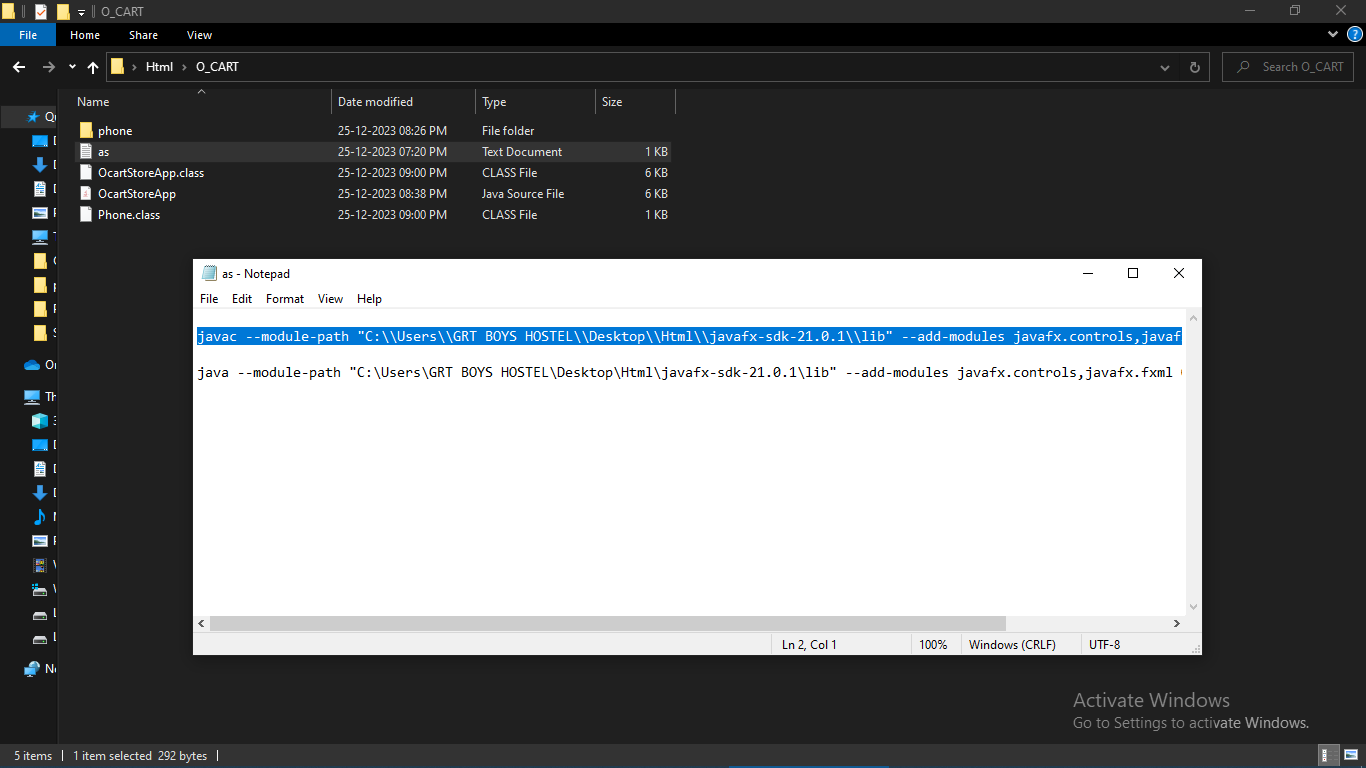 O_CART
File Home Share View
Html O_CART Search O_CART
Name Date modified Type Size
phone 25-12-2023 08:26 PM File folder
as 25-12-2023 07:20 PM Text Document 1 KB
OcartStoreApp.class 25-12-2023 09:00 PM CLASS File 6 KB
OcartStoreApp 25-12-2023 08:38 PM Java Source File 6 KB
Phone.class 25-12-2023 09:00 PM CLASS File 1 KB
as - Notepad
File Edit Format View Help
javac --module-path "C:\\Users\\GRT BOYS HOSTEL\\Desktop\\Html\\javafx-sdk-21.0.1\\lib" --add-modules javafx.controls,javaf
java --module-path "C:\Users\GRT BOYS HOSTEL\Desktop\Html\javafx-sdk-21.0.1\lib" --add-modules javafx.controls,javafx.fxml
Ln 2, Col 1 100% Windows (CRLF) UTF-8
Activate Windows
Go to Settings to activate Windows.
5 items 1 item selected 292 bytes